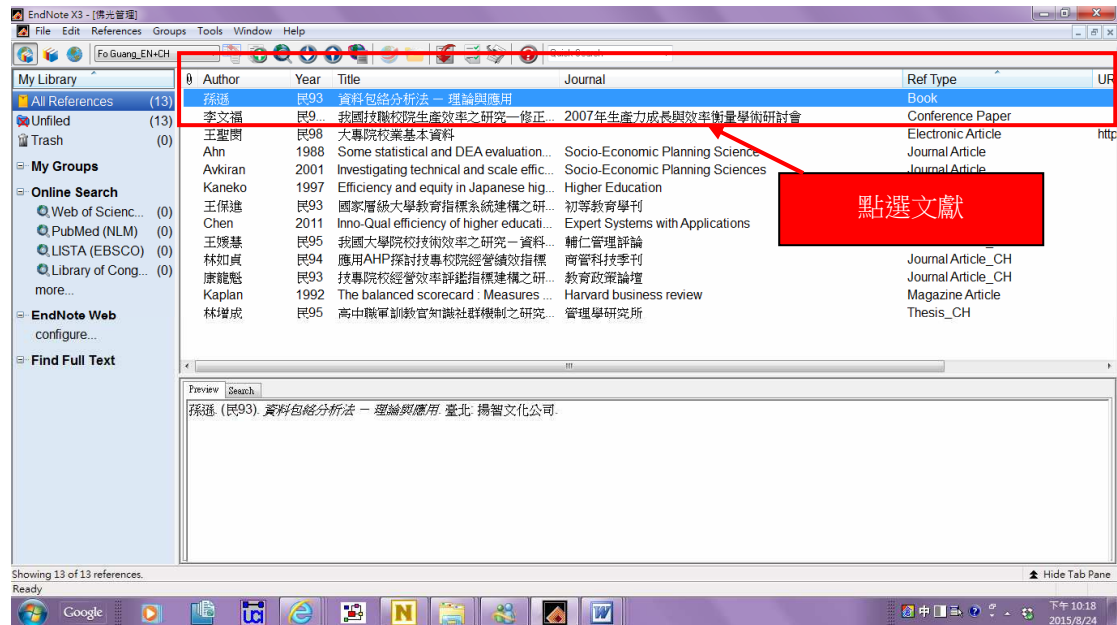 EndNote X3 - [佛光管理]
File Edit References Groups Tools Window Help
Fo Guang_EN+CH Quick Search
My Library Author Year Title Journal Ref Type UR
All References (13) 孫遜 民93 資料包絡分析法 － 理論與應用 Book
Unfiled (13) 李文福 民9... 我國技職校院生產效率之研究－修正... 2007年生產力成長與效率衡量學術研討會 Conference Paper
Trash (0) 王聖閔 民98 大專院校業基本資料 Electronic Article http
Ahn 1988 Some statistical and DEA evaluation... Socio-Economic Planning Science Journal Article
My Groups Avkiran 2001 Investigating technical and scale effic... Socio-Economic Planning Sciences Journal Article
Online Search Kaneko 1997 Efficiency and equity in Japanese hig... Higher Education
Web of Scienc... (0) 王保進 民93 國家層級大學教育指標系統建構之研... 初等教育學刊
點選文獻
PubMed (NLM) (0) Chen 2011 Inno-Qual efficiency of higher educati... Expert Systems with Applications
LISTA (EBSCO) (0) 王媛慧 民95 我國大學院校技術效率之研究－資料... 輔仁管理評論
Library of Cong... (0) 林如貞 民94 應用AHP探討技專校院經營績效指標 商管科技季刊 Journal Article_CH
康龍魁 民93 技專院校經營效率評鑑指標建構之研... 教育政策論壇 Journal Article_CH
more... Kaplan 1992 The balanced scorecard : Measures ... Harvard business review Magazine Article
EndNote Web 林增成 民95 高中職軍訓教官知識社群機制之研究... 管理學研究所 Thesis_CH
configure...
Find Full Text
Preview Search
孫遜. (民93). 資料包絡分析法 － 理論與應用. 臺北: 揚智文化公司.
Showing 13 of 13 references. Hide Tab Pane
Ready
Google UCI N W 中 下午 10:18
2015/8/24